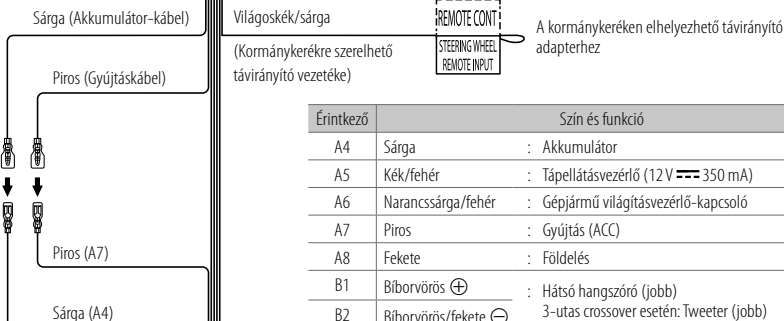 Sárga (Akkumulátor-kábel)
Piros (Gyújtáskábel)
Piros (A7)
Sárga (A4)
Világoskék/sárga
(Kormánykerékre szerelhető
távirányító vezetéke)
REMOTE CONT
STEERING WHEEL
REMOTE INPUT
A kormánykeréken elhelyezhető távirányító
adapterhez
Érintkező Szín és funkció
A4 Sárga : Akkumulátor
A5 Kék/fehér : Tápellátásvezérlő (12 V ⎓ 350 mA)
A6 Narancssárga/fehér : Gépjármű világításvezérlő-kapcsoló
A7 Piros : Gyújtás (ACC)
A8 Fekete : Földelés
B1 Bíborvörös ⊕ : Hátsó hangszóró (jobb)
B2 Bíborvörös/fekete ⊖ 3-utas crossover esetén: Tweeter (jobb)